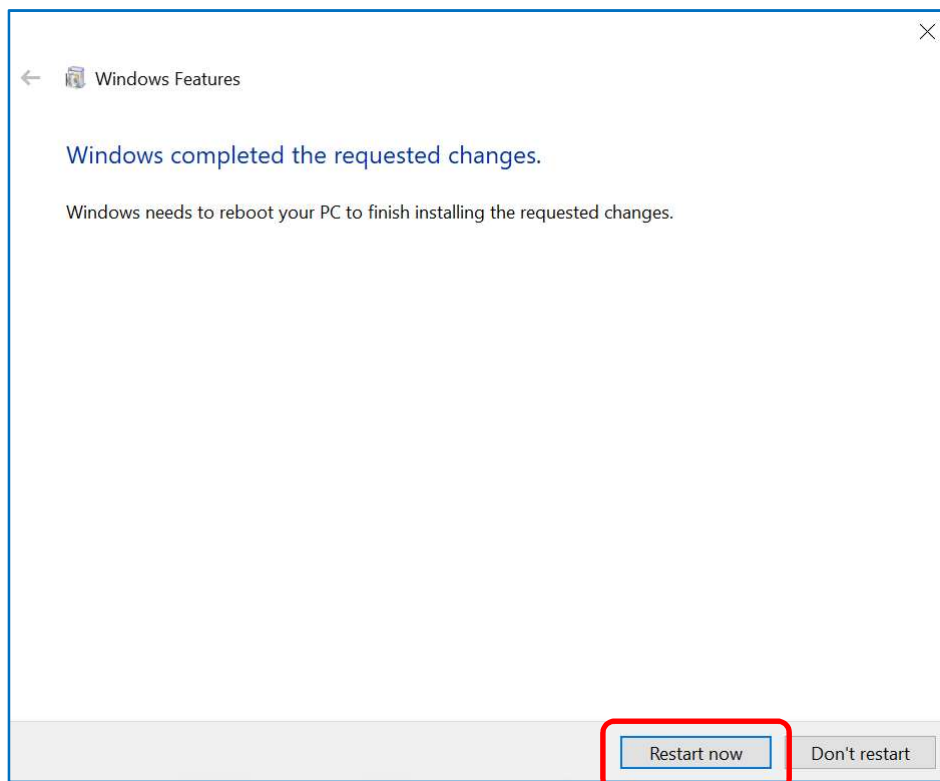 Windows Features
Windows completed the requested changes.
Windows needs to reboot your PC to finish installing the requested changes.
Restart now Don't restart